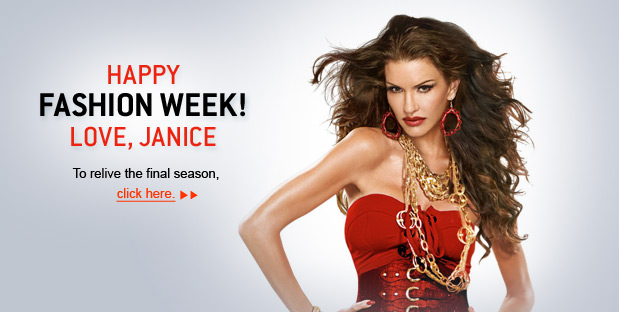 HAPPY
FASHION WEEK!
LOVE, JANICE
To relive the final season,
click here.